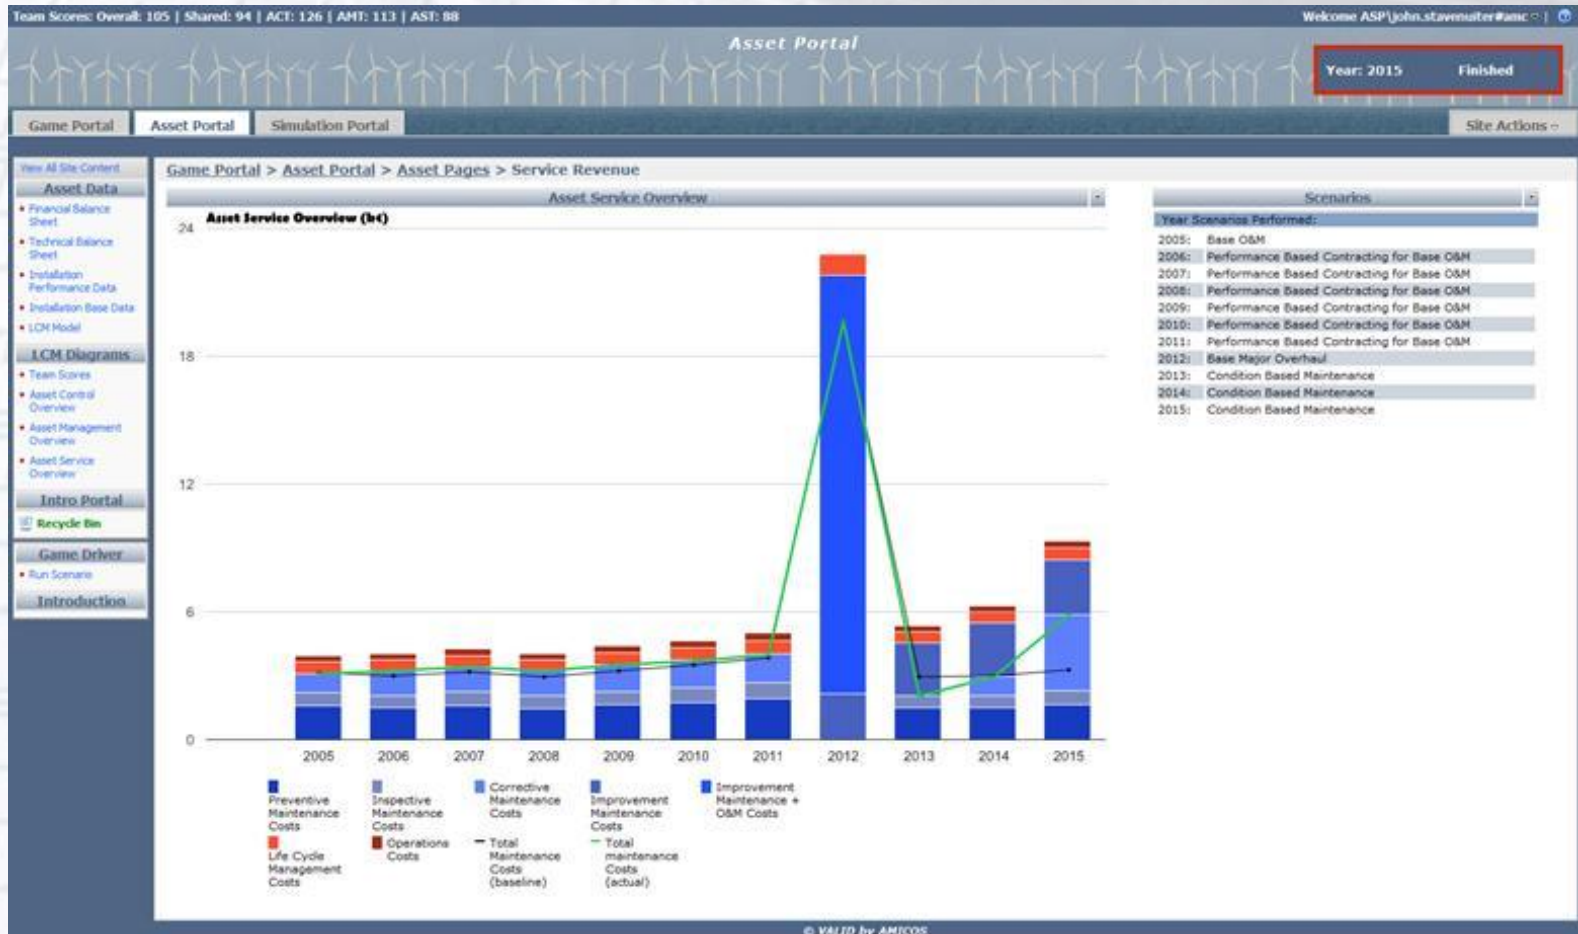 Team Scores: Overall: 105 | Shared: 94 | ACT: 126 | AMT: 113 | AST: 88
Welcome ASP\john.stavenuiter#amc
Asset Portal
Year: 2015 Finished
Game Portal Asset Portal Simulation Portal
Site Actions
View All Site Content
Asset Data
Financial Balance
Sheet
Technical Balance
Sheet
Installation
Performance Data
Installation Base Data
LCM Model
LCM Diagrams
Team Scores
Asset Control
Overview
Asset Management
Overview
Asset Service
Overview
Intro Portal
Recycle Bin
Game Driver
Run Scenario
Introduction
Game Portal > Asset Portal > Asset Pages > Service Revenue
Asset Service Overview
Asset Service Overview (k€)
24
18
12
6
0
2005 2006 2007 2008 2009 2010 2011 2012 2013 2014 2015
Preventive
Maintenance
Costs
Inspective
Maintenance
Costs
Corrective
Maintenance
Costs
Improvement
Maintenance
Costs
Improvement
Maintenance +
O&M Costs
Life Cycle
Management
Costs
Operations
Costs
Total
Maintenance
Costs
(baseline)
Total
maintenance
Costs
(actual)
Scenarios
Year Scenarios Performed:
2005: Base O&M
2006: Performance Based Contracting for Base O&M
2007: Performance Based Contracting for Base O&M
2008: Performance Based Contracting for Base O&M
2009: Performance Based Contracting for Base O&M
2010: Performance Based Contracting for Base O&M
2011: Performance Based Contracting for Base O&M
2012: Base Major Overhaul
2013: Condition Based Maintenance
2014: Condition Based Maintenance
2015: Condition Based Maintenance
© VALID by AMICOS